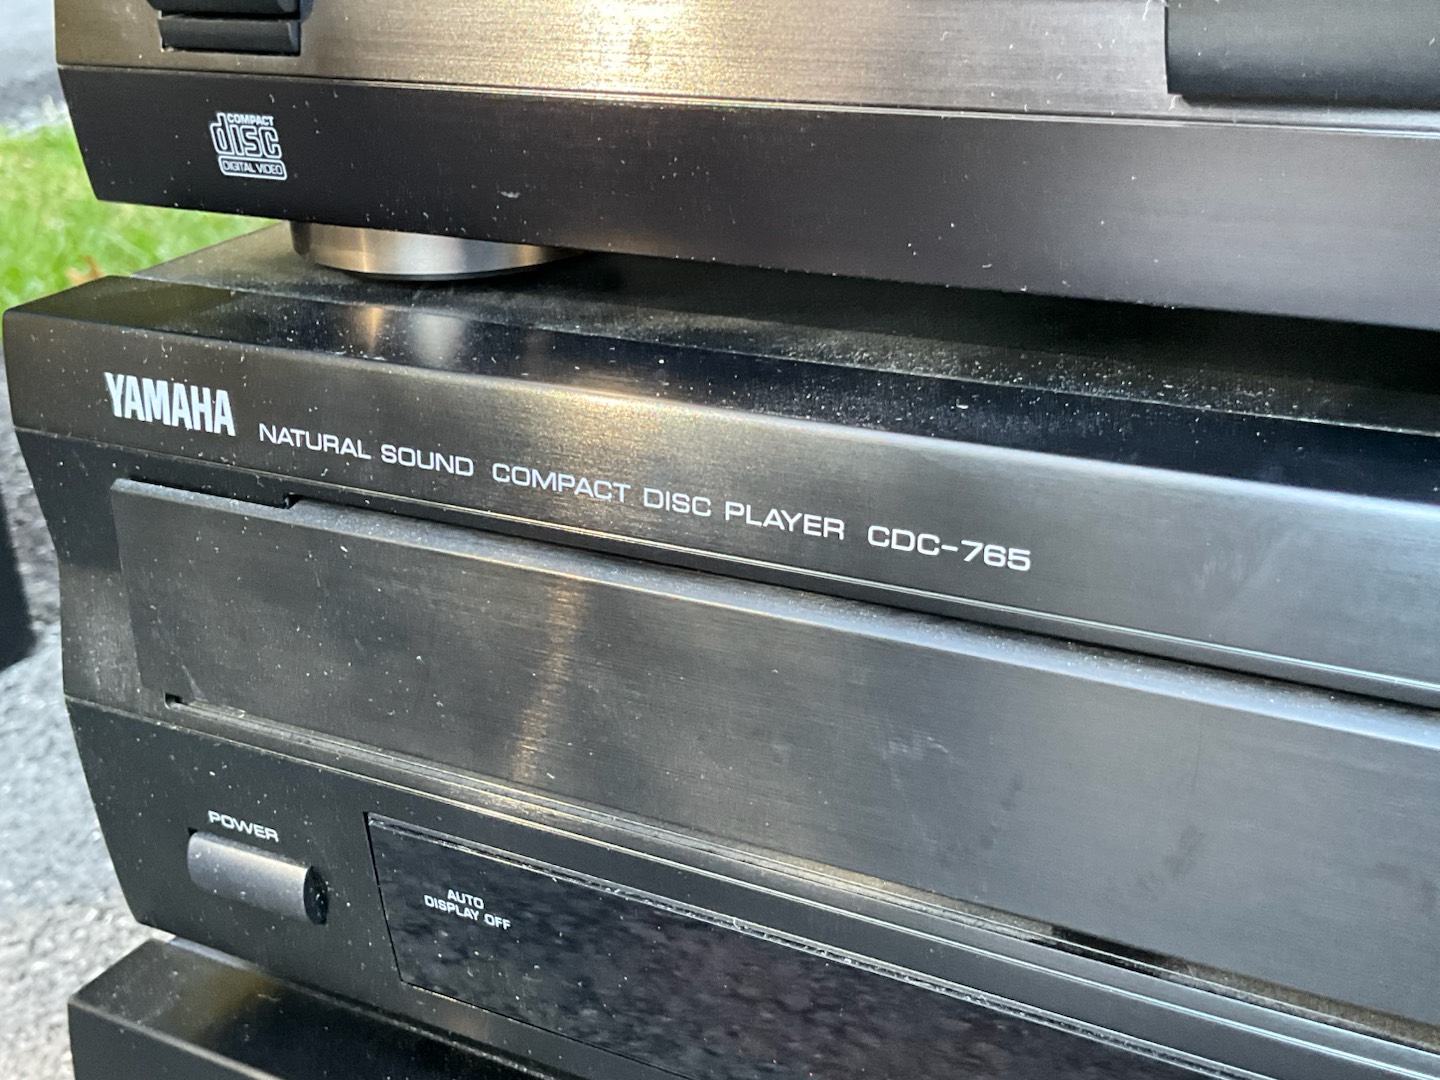 COMPACT
disc
DIGITAL VIDEO
YAMAHA NATURAL SOUND COMPACT DISC PLAYER CDC-765
POWER
AUTO
DISPLAY OFF